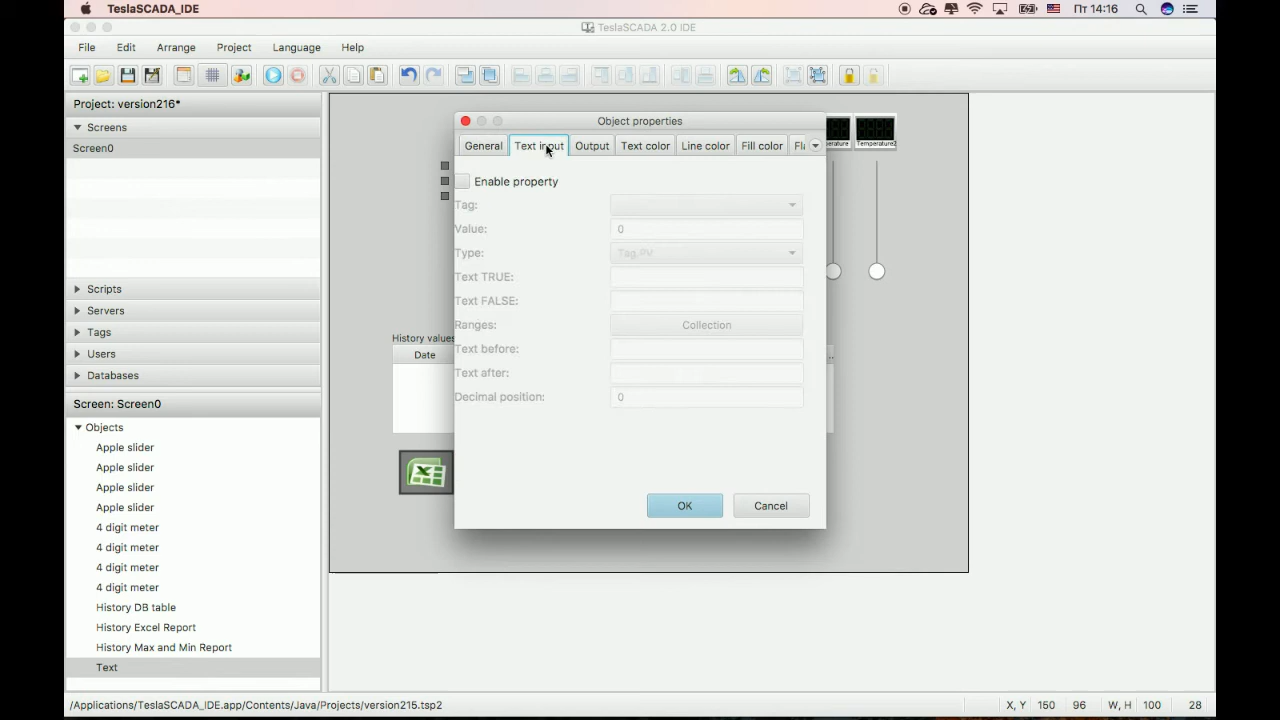 TeslaSCADA_IDE
Пт 14:16
TeslaSCADA 2.0 IDE
File Edit Arrange Project Language Help
Project: version216*
Screens
Screen0
Scripts
Servers
Tags
Users
Databases
Screen: Screen0
Objects
Apple slider
Apple slider
Apple slider
Apple slider
4 digit meter
4 digit meter
4 digit meter
4 digit meter
History DB table
History Excel Report
History Max and Min Report
Text
History values
Date
Temperature2
Object properties
General Text input Output Text color Line color Fill color
Enable property
Tag:
Value: 0
Type: Tag.PV
Text TRUE:
Text FALSE:
Ranges: Collection
Text before:
Text after:
Decimal position: 0
OK Cancel
/Applications/TeslaSCADA_IDE.app/Contents/Java/Projects/version215.tsp2
X, Y 150 96 W, H 100 28